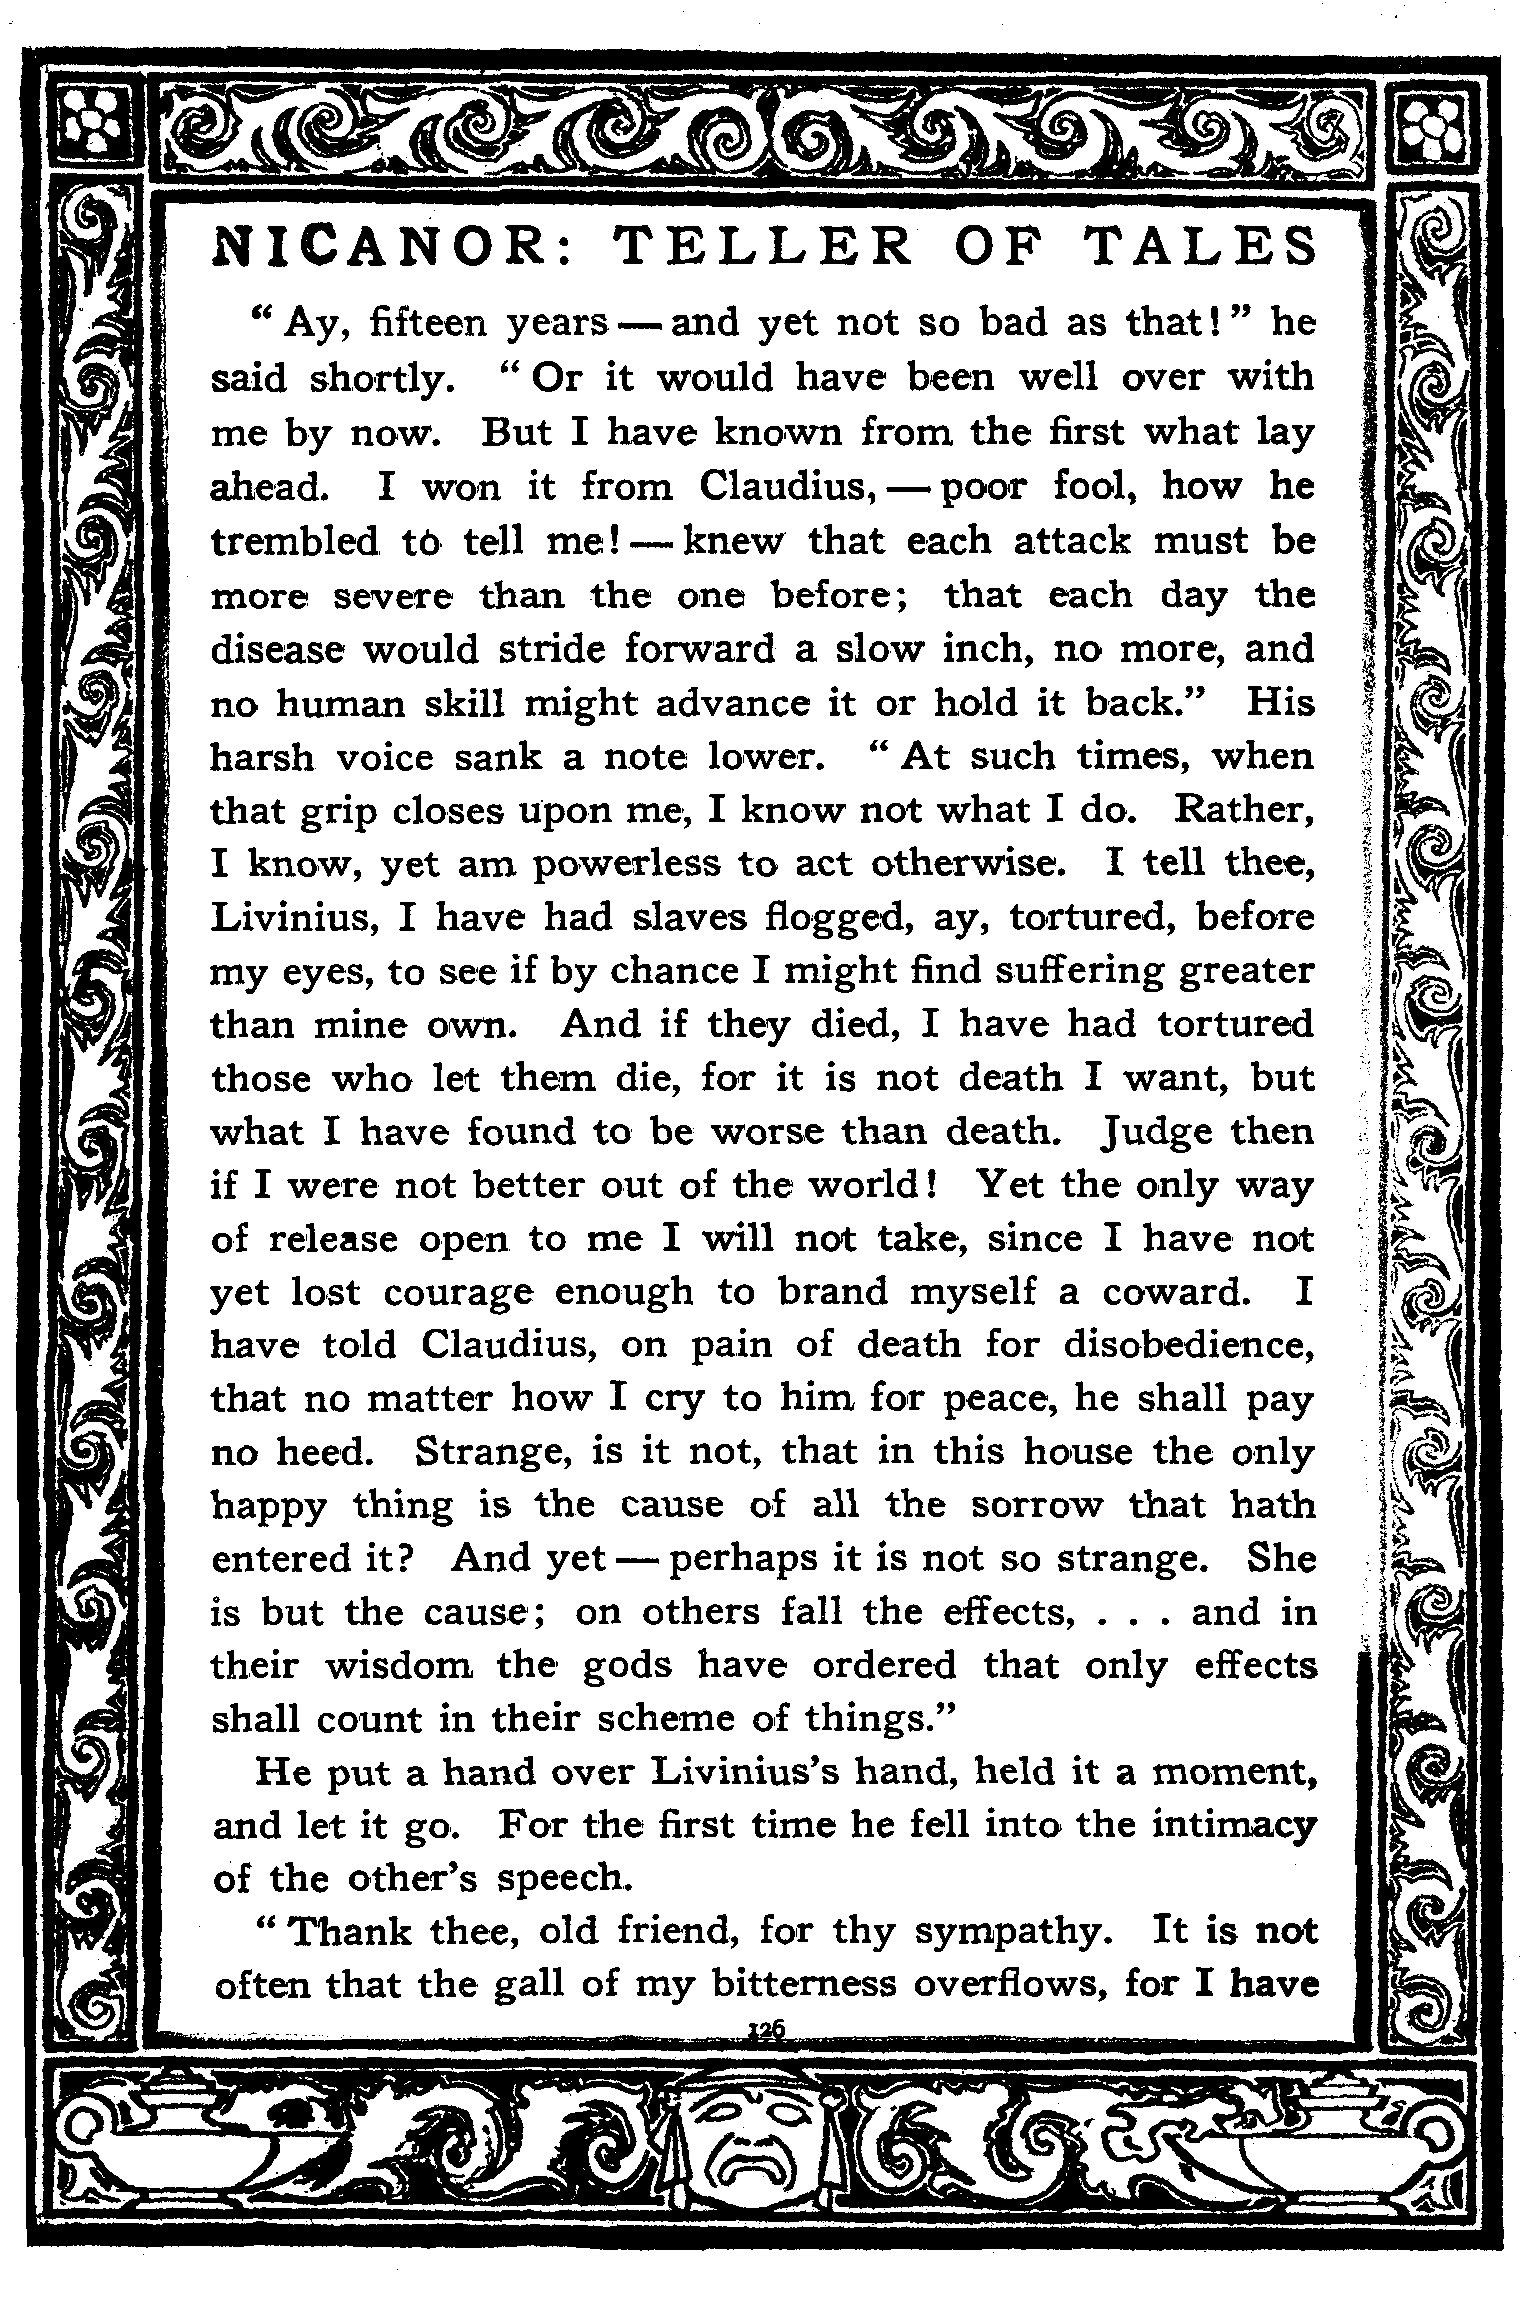 NICANOR: TELLER OF TALES
“Ay, fifteen years — and yet not so bad as that!” he
said shortly. “Or it would have been well over with
me by now. But I have known from the first what lay
ahead. I won it from Claudius, — poor fool, how he
trembled to tell me! — knew that each attack must be
more severe than the one before; that each day the
disease would stride forward a slow inch, no more, and
no human skill might advance it or hold it back.” His
harsh voice sank a note lower. “At such times, when
that grip closes upon me, I know not what I do. Rather,
I know, yet am powerless to act otherwise. I tell thee,
Livinius, I have had slaves flogged, ay, tortured, before
my eyes, to see if by chance I might find suffering greater
than mine own. And if they died, I have had tortured
those who let them die, for it is not death I want, but
what I have found to be worse than death. Judge then
if I were not better out of the world! Yet the only way
of release open to me I will not take, since I have not
yet lost courage enough to brand myself a coward. I
have told Claudius, on pain of death for disobedience,
that no matter how I cry to him for peace, he shall pay
no heed. Strange, is it not, that in this house the only
happy thing is the cause of all the sorrow that hath
entered it? And yet — perhaps it is not so strange. She
is but the cause; on others fall the effects, . . . and in
their wisdom the gods have ordered that only effects
shall count in their scheme of things.”
He put a hand over Livinius’s hand, held it a moment,
and let it go. For the first time he fell into the intimacy
of the other’s speech.
“Thank thee, old friend, for thy sympathy. It is not
often that the gall of my bitterness overflows, for I have
126